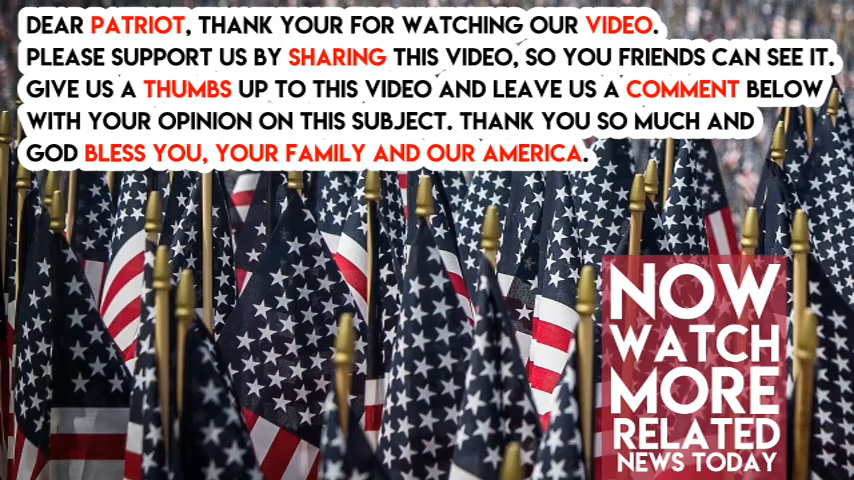 DEAR PATRIOT, THANK YOUR FOR WATCHING OUR VIDEO.
PLEASE SUPPORT US BY SHARING THIS VIDEO, SO YOU FRIENDS CAN SEE IT.
GIVE US A THUMBS UP TO THIS VIDEO AND LEAVE US A COMMENT BELOW
WITH YOUR OPINION ON THIS SUBJECT. THANK YOU SO MUCH AND
GOD BLESS YOU, YOUR FAMILY AND OUR AMERICA.
NOW
WATCH
MORE
RELATED
NEWS TODAY